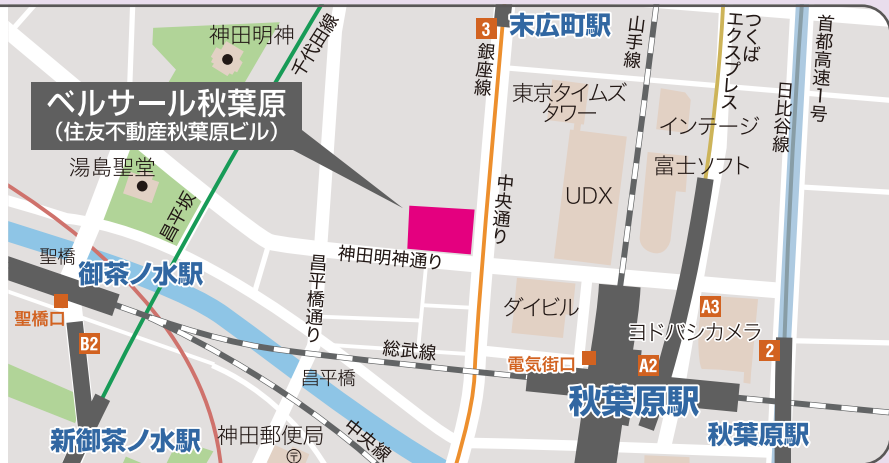 神田明神
千代田線
3
末広町駅
銀座線
山手線
つくば
エクスプレス
首都高速1号
日比谷線
ベルサール秋葉原
（住友不動産秋葉原ビル）
東京タイムズ
タワー
インテージ
富士ソフト
湯島聖堂
昌平坂
UDX
中央通り
聖橋
御茶ノ水駅
神田明神通り
昌平橋通り
聖橋口
B2
ダイビル
A3
ヨドバシカメラ
総武線
電気街口
A2
2
昌平橋
秋葉原駅
秋葉原駅
新御茶ノ水駅
神田郵便局
〒
中央線